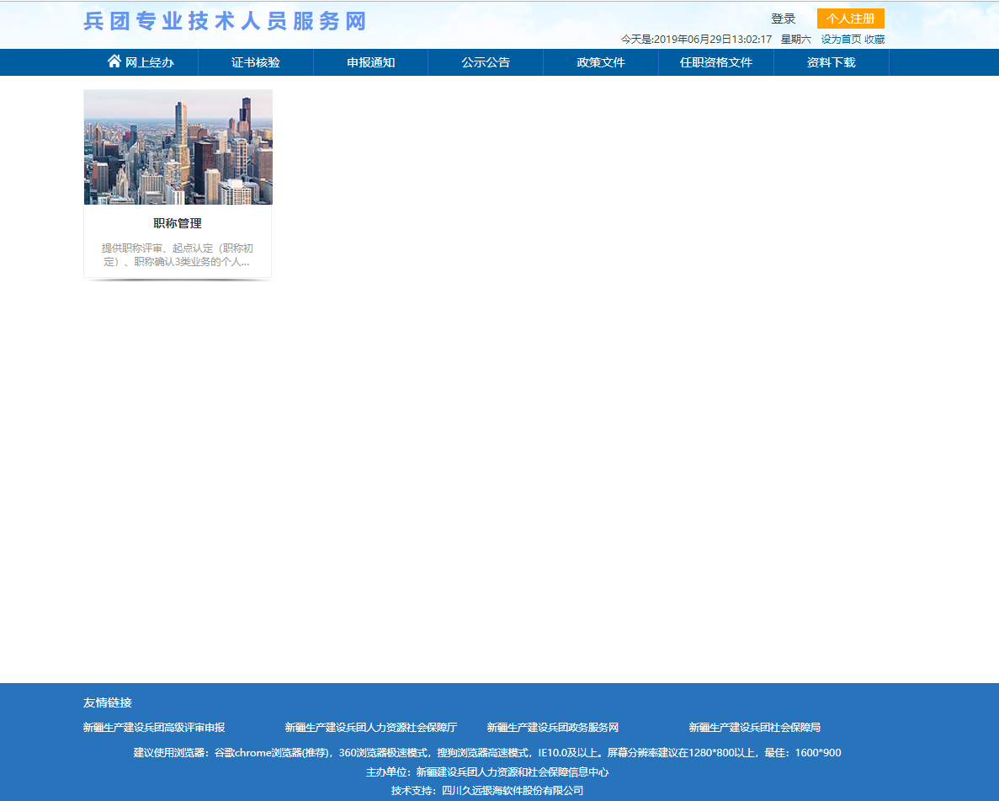 兵团专业技术人员服务网
登录 个人注册
今天是:2019年06月29日13:02:17 星期六 设为首页 收藏
网上经办 证书核验 申报通知 公示公告 政策文件 任职资格文件 资料下载
职称管理
提供职称评审、起点认定（职称初
定）、职称确认3类业务的个人...
友情链接
新疆生产建设兵团高级评审申报 新疆生产建设兵团人力资源社会保障厅 新疆生产建设兵团政务服务网 新疆生产建设兵团社会保障局
建议使用浏览器：谷歌chrome浏览器(推荐)，360浏览器极速模式，搜狗浏览器高速模式，IE10.0及以上。屏幕分辨率建议在1280*800以上，最佳：1600*900
主办单位：新疆建设兵团人力资源和社会保障信息中心
技术支持：四川久远银海软件股份有限公司